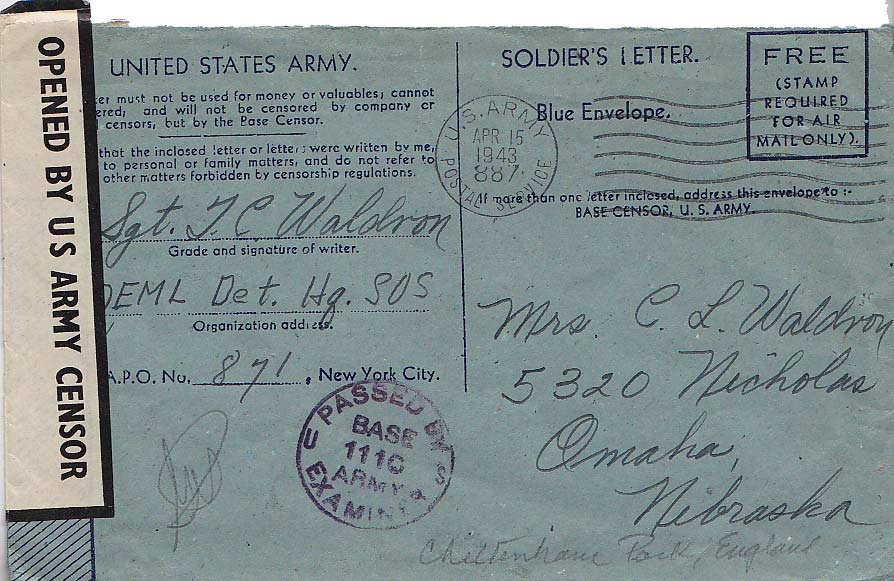 OPENED BY US ARMY CENSOR
UNITED STATES ARMY.
er must not be used for money or valuables; cannot
ered; and will not be censored by company or
censors, but by the Base Censor.
that the inclosed letter or letters were written by me,
to personal or family matters, and do not refer to
other matters forbidden by censorship regulations.
Sgt. T C Waldron
Grade and signature of writer.
DEML Det. Hq. SOS
Organization address.
A.P.O. No. 871, New York City.
PASSED BY
BASE
1110
ARMY
EXAMIN
U S
SOLDIER'S LETTER.
Blue Envelope.
FREE
(STAMP
REQUIRED
FOR AIR
MAIL ONLY).
U.S. ARMY
APR 15
1943
887
POSTAL SERVICE
If more than one letter inclosed, address this envelope to :-
BASE CENSOR, U. S. ARMY.
Mrs. C. L. Waldron
5320 Nicholas
Omaha,
Nebraska
Cheltenham Park, England